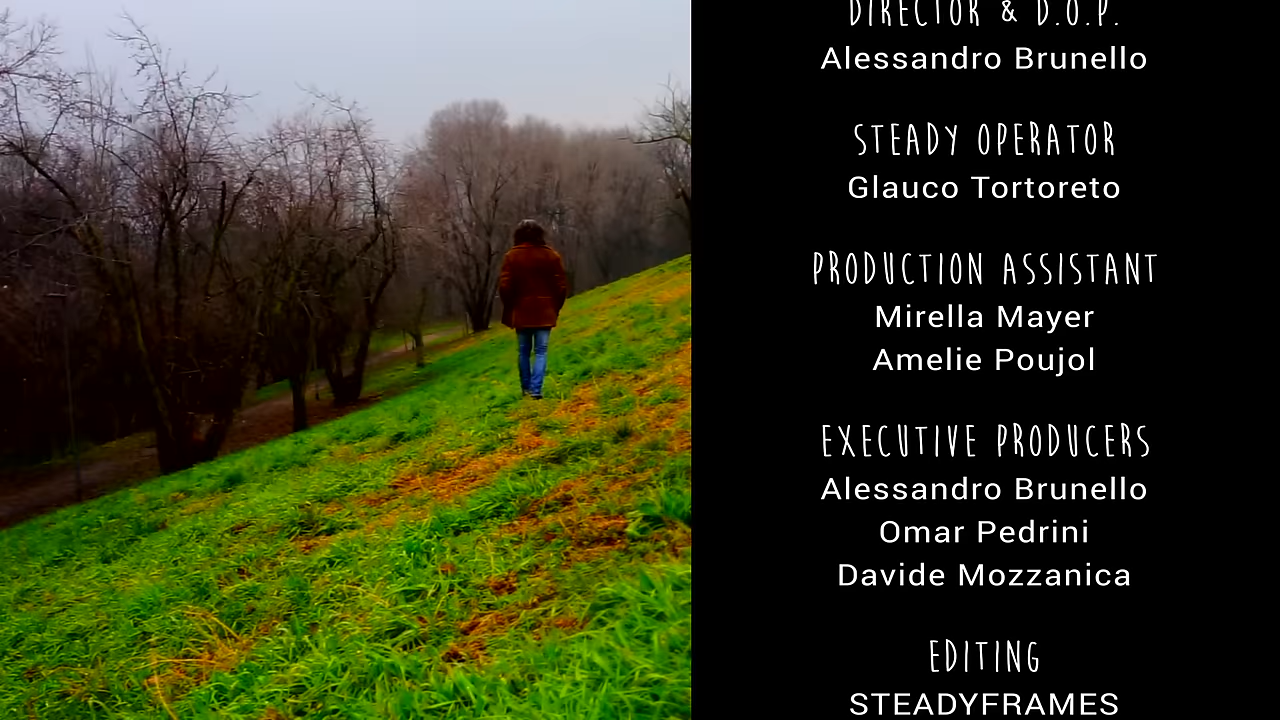 DIRECTOR & D.O.P.
Alessandro Brunello
STEADY OPERATOR
Glauco Tortoreto
PRODUCTION ASSISTANT
Mirella Mayer
Amelie Poujol
EXECUTIVE PRODUCERS
Alessandro Brunello
Omar Pedrini
Davide Mozzanica
EDITING
STEADYFRAMES